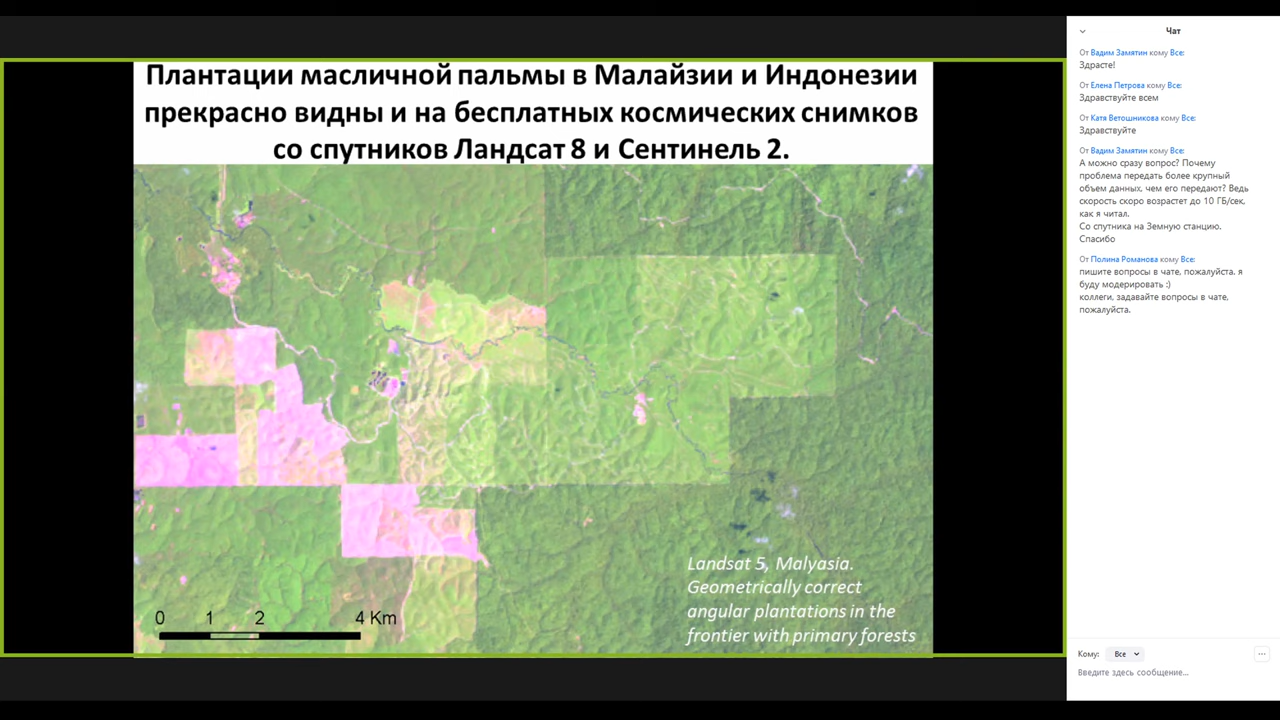 Плантации масличной пальмы в Малайзии и Индонезии
прекрасно видны и на бесплатных космических снимков
со спутников Ландсат 8 и Сентинель 2.
0 1 2 4 Km
Landsat 5, Malyasia.
Geometrically correct
angular plantations in the
frontier with primary forests
Чат
От Вадим Замятин кому Все:
Здрасте!
От Елена Петрова кому Все:
Здравствуйте всем
От Катя Ветошникова кому Все:
Здравствуйте
От Вадим Замятин кому Все:
А можно сразу вопрос? Почему
проблема передать более крупный
объем данных, чем его передают? Ведь
скорость скоро возрастет до 10 ГБ/сек,
как я читал.
Со спутника на Земную станцию.
Спасибо
От Полина Романова кому Все:
пишите вопросы в чате, пожалуйста. я
буду модерировать :)
коллеги, задавайте вопросы в чате,
пожалуйста.
Кому: Все
Введите здесь сообщение...